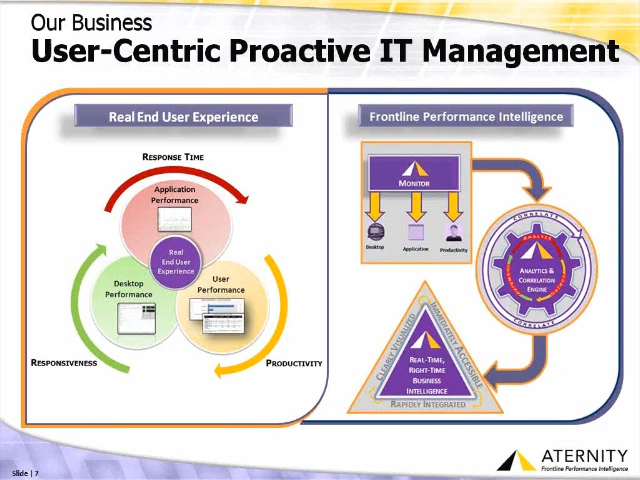 Our Business
User-Centric Proactive IT Management
Real End User Experience
RESPONSE TIME
Application
Performance
Real
End User
Experience
Desktop
Performance
User
Performance
RESPONSIVENESS
PRODUCTIVITY
Frontline Performance Intelligence
MONITOR
Desktop
Application
Productivity
CORRELATE
ANALYZE
ANALYTICS &
CORRELATION
ENGINE
CORRELATE
CLEARLY VISUALIZED
IMMEDIATELY ACCESSIBLE
REAL-TIME,
RIGHT-TIME
BUSINESS
INTELLIGENCE
RAPIDLY INTEGRATED
Slide | 7
ATERNITY
Frontline Performance Intelligence